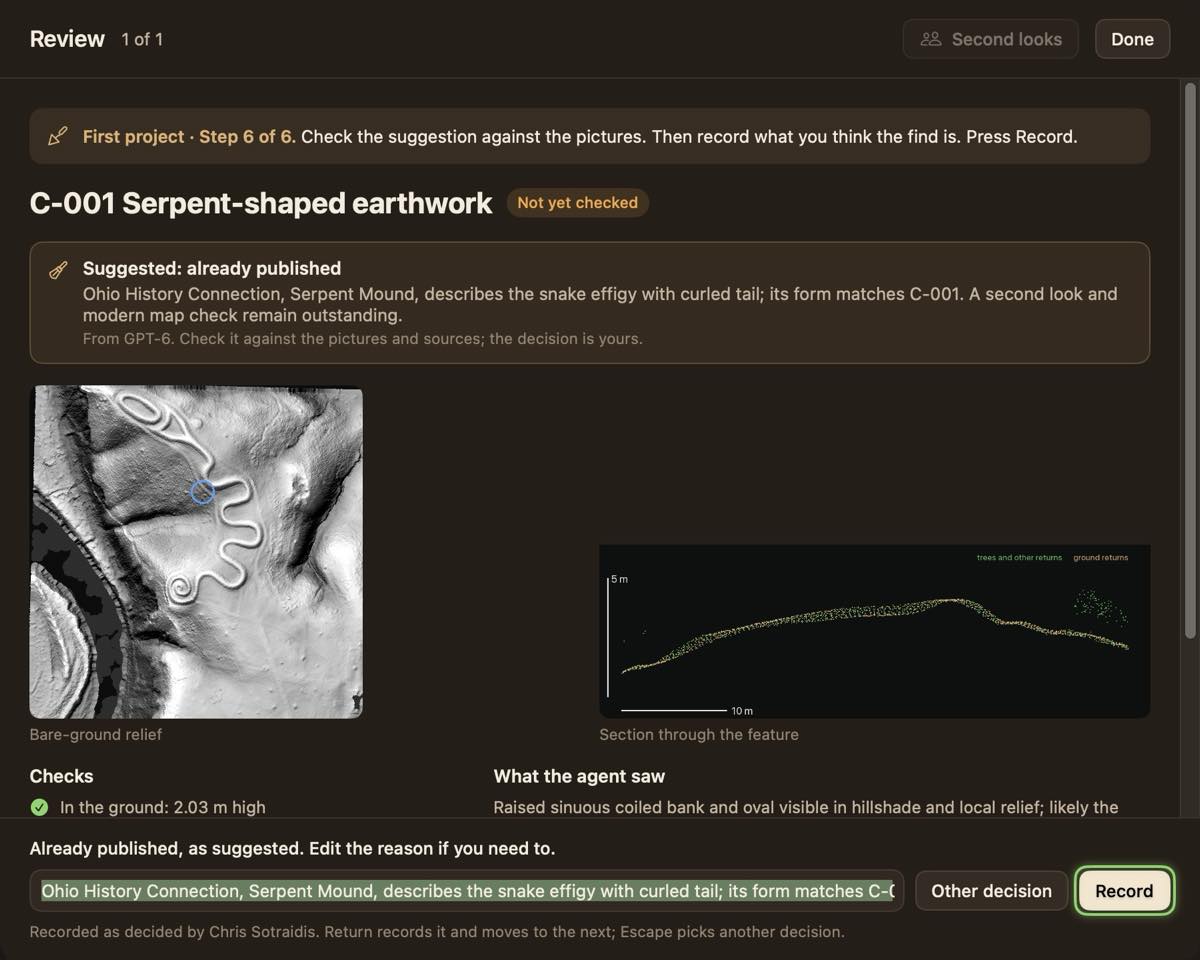 Review 1 of 1
Second looks
Done
First project · Step 6 of 6. Check the suggestion against the pictures. Then record what you think the find is. Press Record.
C-001 Serpent-shaped earthwork
Not yet checked
Suggested: already published
Ohio History Connection, Serpent Mound, describes the snake effigy with curled tail; its form matches C-001. A second look and
modern map check remain outstanding.
From GPT-6. Check it against the pictures and sources; the decision is yours.
trees and other returns ground returns
5 m
10 m
Bare-ground relief
Section through the feature
Checks
In the ground: 2.03 m high
What the agent saw
Raised sinuous coiled bank and oval visible in hillshade and local relief; likely the
Already published, as suggested. Edit the reason if you need to.
Ohio History Connection, Serpent Mound, describes the snake effigy with curled tail; its form matches C-
Other decision
Record
Recorded as decided by Chris Sotraidis. Return records it and moves to the next; Escape picks another decision.